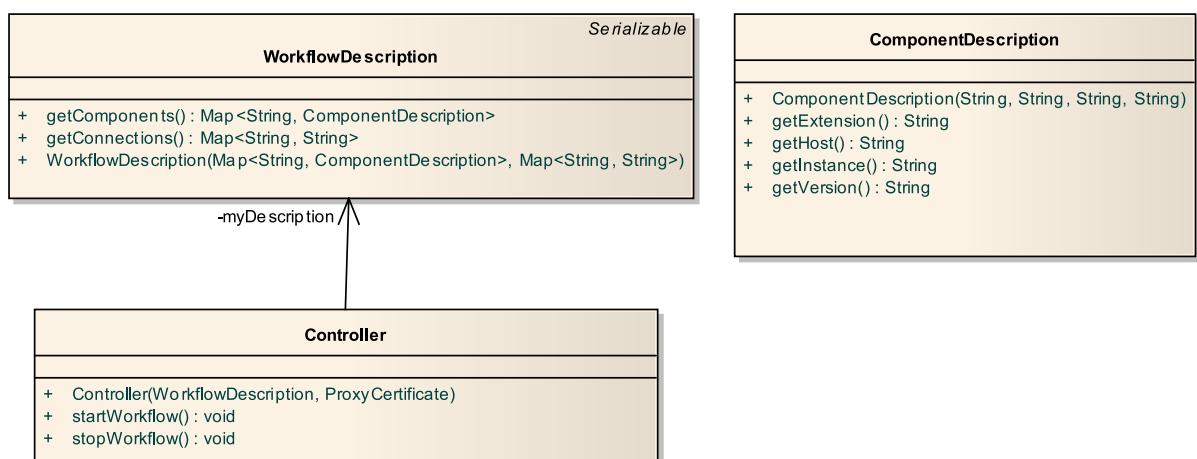 Serializable
WorkflowDescription
+ getComponents() : Map<String, ComponentDescription>
+ getConnections() : Map<String, String>
+ WorkflowDescription(Map<String, ComponentDescription>, Map<String, String>)
ComponentDescription
+ ComponentDescription(String, String, String, String)
+ getExtension() : String
+ getHost() : String
+ getInstance() : String
+ getVersion() : String
-myDescription
Controller
+ Controller(WorkflowDescription, ProxyCertificate)
+ startWorkflow() : void
+ stopWorkflow() : void